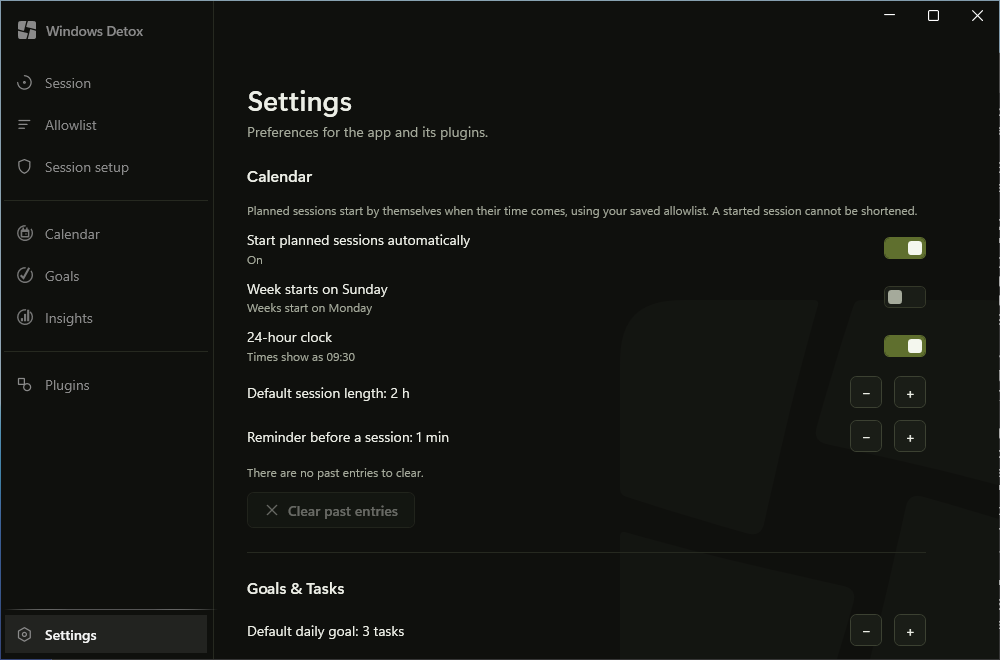 Windows Detox
Session
Allowlist
Session setup
Calendar
Goals
Insights
Plugins
Settings
Settings
Preferences for the app and its plugins.
Calendar
Planned sessions start by themselves when their time comes, using your saved allowlist. A started session cannot be shortened.
Start planned sessions automatically
On
Week starts on Sunday
Weeks start on Monday
24-hour clock
Times show as 09:30
Default session length: 2 h
− +
Reminder before a session: 1 min
− +
There are no past entries to clear.
Clear past entries
Goals & Tasks
Default daily goal: 3 tasks
− +